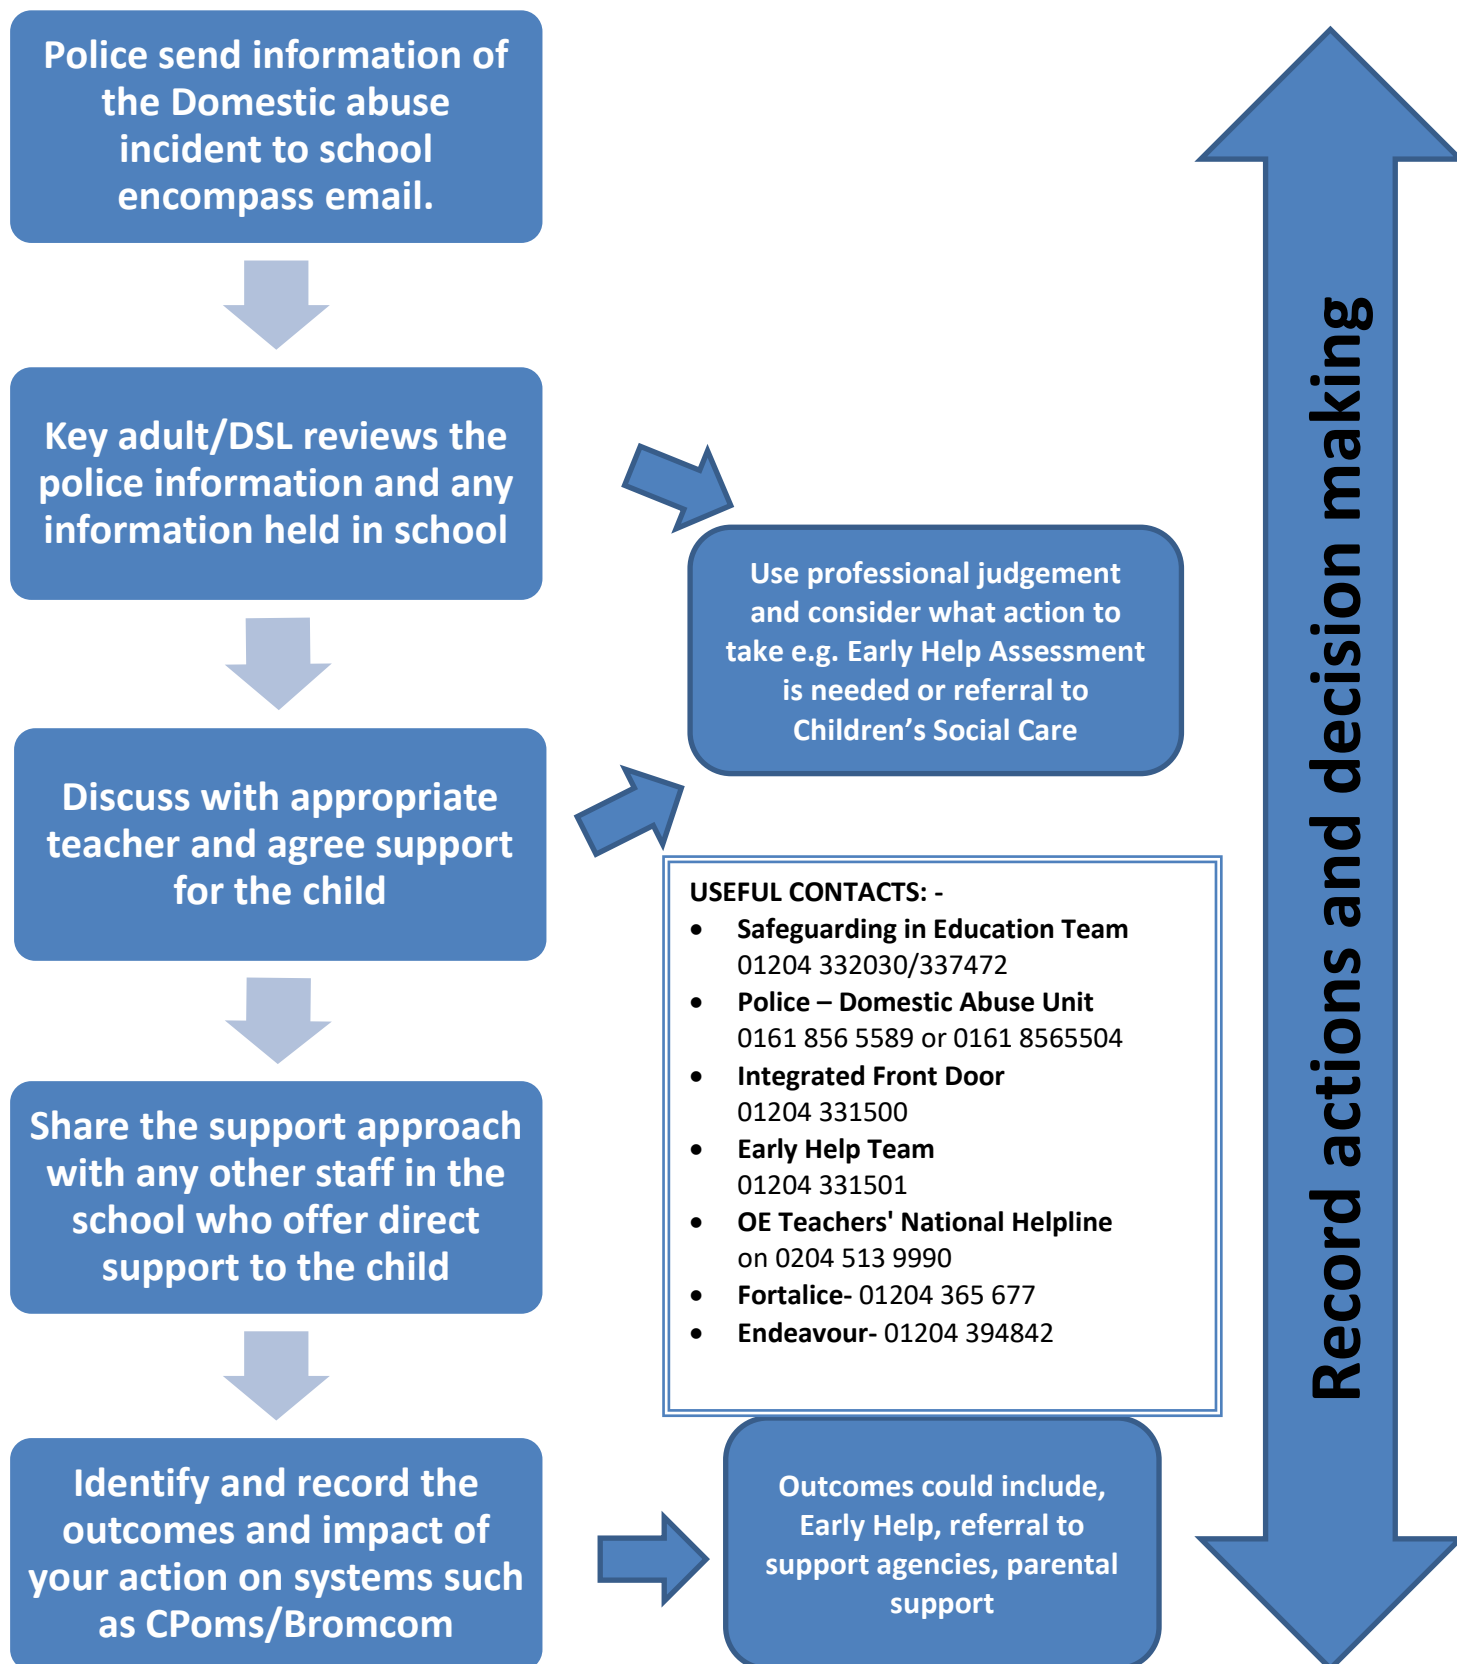 Police send information of
the Domestic abuse
incident to school
encompass email.
Key adult/DSL reviews the
police information and any
information held in school
Use professional judgement
and consider what action to
take e.g. Early Help Assessment
is needed or referral to
Children’s Social Care
Discuss with appropriate
teacher and agree support
for the child
USEFUL CONTACTS: -
• Safeguarding in Education Team
01204 332030/337472
• Police – Domestic Abuse Unit
0161 856 5589 or 0161 8565504
• Integrated Front Door
01204 331500
• Early Help Team
01204 331501
• OE Teachers' National Helpline
on 0204 513 9990
• Fortalice- 01204 365 677
• Endeavour- 01204 394842
Share the support approach
with any other staff in the
school who offer direct
support to the child
Identify and record the
outcomes and impact of
your action on systems such
as CPoms/Bromcom
Outcomes could include,
Early Help, referral to
support agencies, parental
support
Record actions and decision making